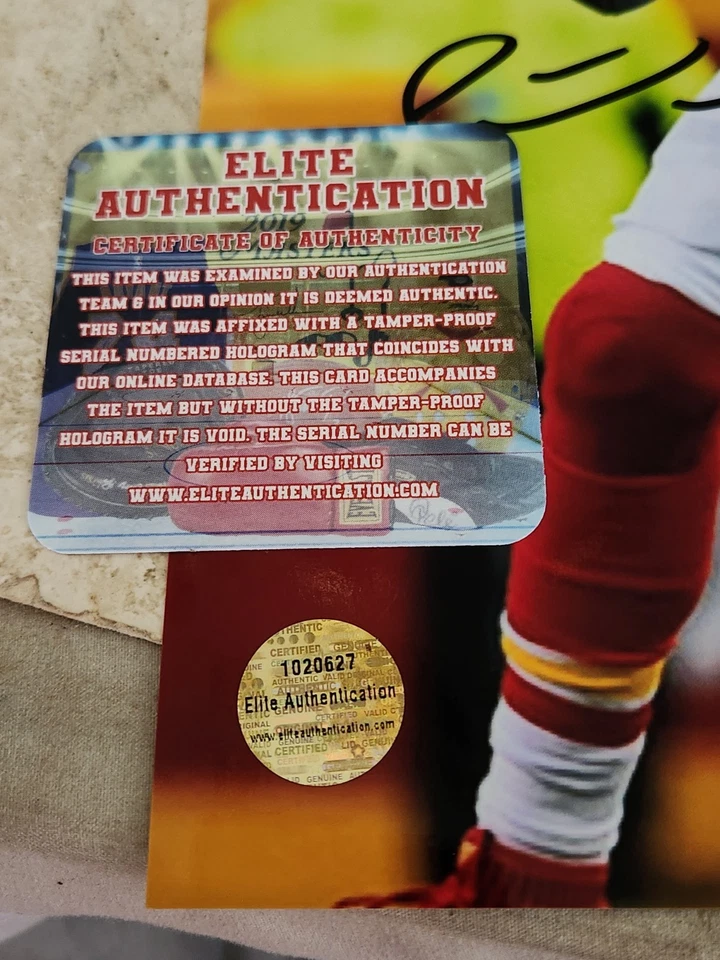 ELITE
AUTHENTICATION
CERTIFICATE OF AUTHENTICITY
THIS ITEM WAS EXAMINED BY OUR AUTHENTICATION
TEAM & IN OUR OPINION IT IS DEEMED AUTHENTIC.
THIS ITEM WAS AFFIXED WITH A TAMPER-PROOF
SERIAL NUMBERED HOLOGRAM THAT COINCIDES WITH
OUR ONLINE DATABASE. THIS CARD ACCOMPANIES
THE ITEM BUT WITHOUT THE TAMPER-PROOF
HOLOGRAM IT IS VOID. THE SERIAL NUMBER CAN BE
VERIFIED BY VISITING
WWW.ELITEAUTHENTICATION.COM
2019
1020627
Elite Authentication
www.eliteauthentication.com
CERTIFIED
GENUINE